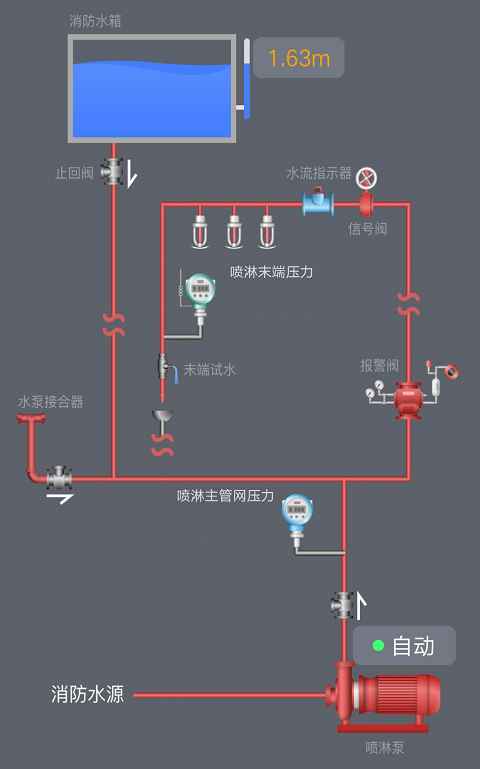 消防水箱
1.63m
止回阀
水流指示器
信号阀
喷淋末端压力
末端试水
报警阀
水泵接合器
喷淋主管网压力
自动
消防水源
喷淋泵